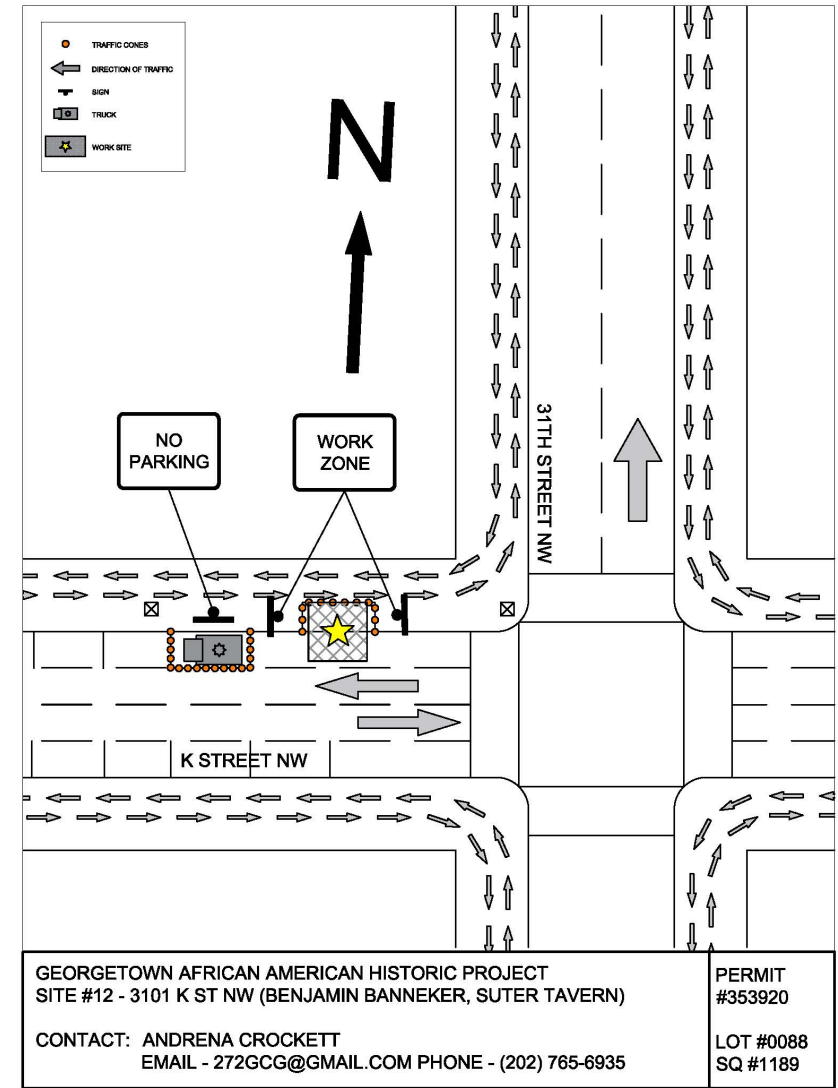 TRAFFIC CONES
DIRECTION OF TRAFFIC
SIGN
TRUCK
WORK SITE
N
NO
PARKING
WORK
ZONE
31TH STREET NW
K STREET NW
GEORGETOWN AFRICAN AMERICAN HISTORIC PROJECT
SITE #12 - 3101 K ST NW (BENJAMIN BANNEKER, SUTER TAVERN)
CONTACT: ANDRENA CROCKETT
EMAIL - 272GCG@GMAIL.COM PHONE - (202) 765-6935
PERMIT
#353920
LOT #0088
SQ #1189